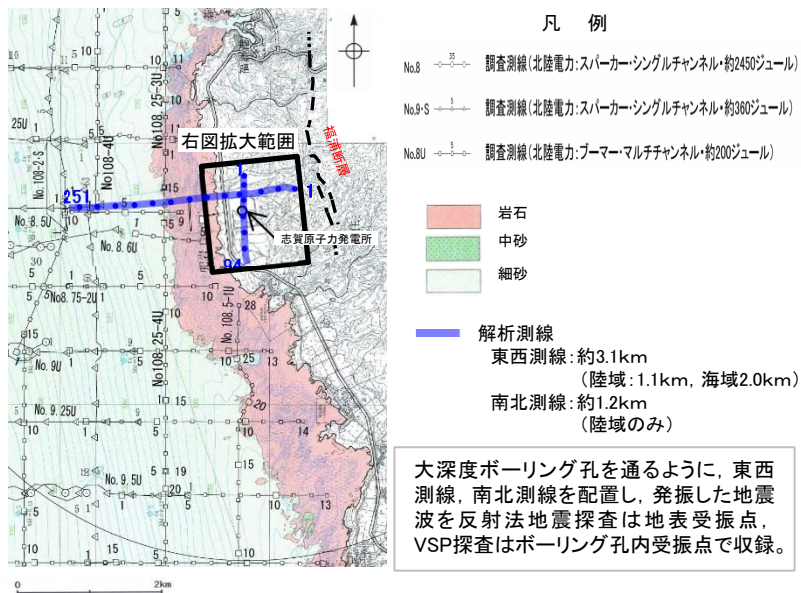 凡 例
No.8 35 調査測線(北陸電力:スパーカー・シングルチャンネル・約2450ジュール)
No.9・S 5 調査測線(北陸電力:スパーカー・シングルチャンネル・約360ジュール)
No.8U 5 調査測線(北陸電力:ブーマー・マルチチャンネル・約200ジュール)
岩石
中砂
細砂
解析測線
東西測線:約3.1km
(陸域:1.1km, 海域2.0km)
南北測線:約1.2km
(陸域のみ)
大深度ボーリング孔を通るように, 東西
測線, 南北測線を配置し, 発振した地震
波を反射法地震探査は地表受振点,
VSP探査はボーリング孔内受振点で収録。
右図拡大範囲
福浦断層
志賀原子力発電所
251
1
1
94
25U
No.108-2・S
No108-4U
No108.25-3U
No.8.5U
No.8.6U
No8.75-2U
No108.25-4U
No.108.5-1U
No.9U
No.9.25U
No.9.5U
0 2km